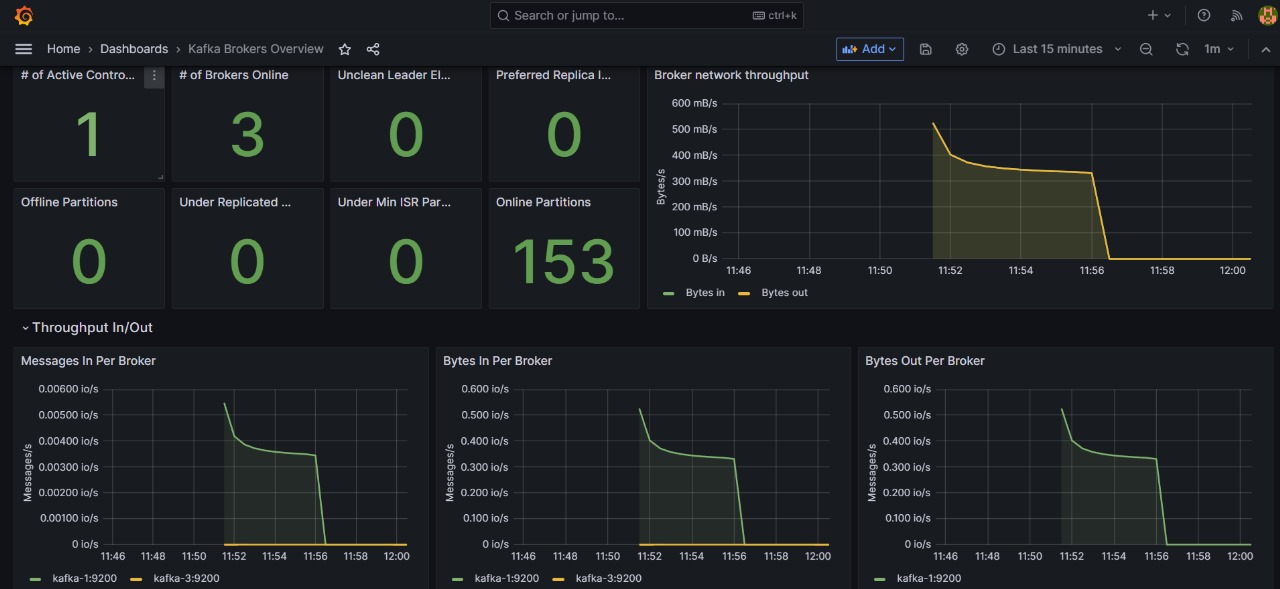 Search or jump to...
ctrl+k
Home
Dashboards
Kafka Brokers Overview
Add
Last 15 minutes
1m
# of Active Contro...
1
# of Brokers Online
3
Unclean Leader El...
0
Preferred Replica I...
0
Offline Partitions
0
Under Replicated ...
0
Under Min ISR Par...
0
Online Partitions
153
Broker network throughput
Bytes/s
600 mB/s
500 mB/s
400 mB/s
300 mB/s
200 mB/s
100 mB/s
0 B/s
11:46 11:48 11:50 11:52 11:54 11:56 11:58 12:00
Bytes in Bytes out
Throughput In/Out
Messages In Per Broker
Messages/s
0.00600 io/s
0.00500 io/s
0.00400 io/s
0.00300 io/s
0.00200 io/s
0.00100 io/s
0 io/s
11:46 11:48 11:50 11:52 11:54 11:56 11:58 12:00
kafka-1:9200 kafka-3:9200
Bytes In Per Broker
Messages/s
0.600 io/s
0.500 io/s
0.400 io/s
0.300 io/s
0.200 io/s
0.100 io/s
0 io/s
11:46 11:48 11:50 11:52 11:54 11:56 11:58 12:00
kafka-1:9200 kafka-3:9200
Bytes Out Per Broker
Messages/s
0.600 io/s
0.500 io/s
0.400 io/s
0.300 io/s
0.200 io/s
0.100 io/s
0 io/s
11:46 11:48 11:50 11:52 11:54 11:56 11:58 12:00
kafka-1:9200